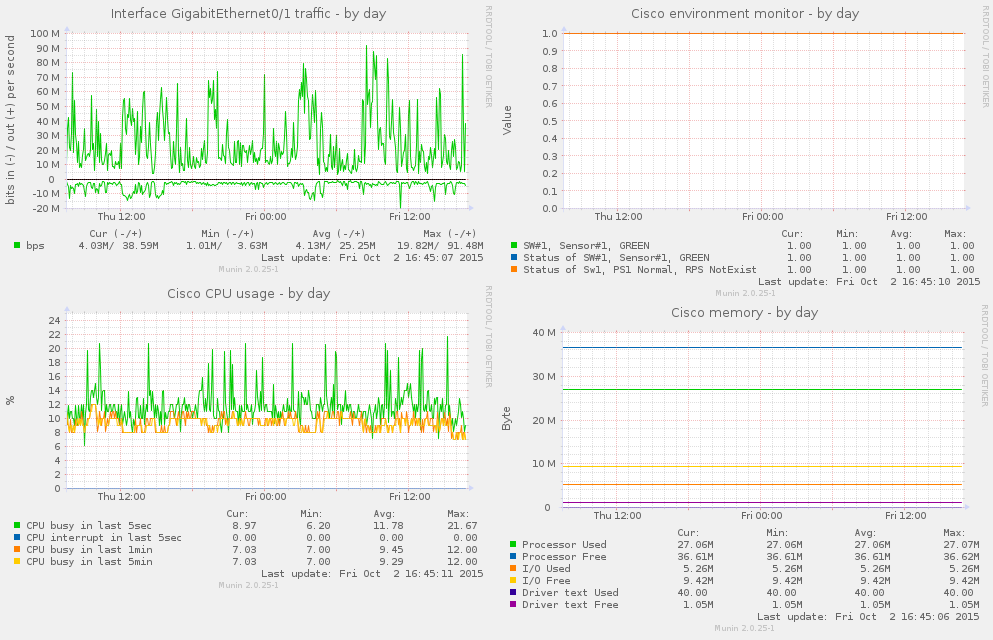 Interface GigabitEthernet0/1 traffic - by day
RRDTOOL / TOBI OETIKER
bits in (-) / out (+) per second
100 M
90 M
80 M
70 M
60 M
50 M
40 M
30 M
20 M
10 M
0
-10 M
-20 M
Thu 12:00 Fri 00:00 Fri 12:00
Cur (-/+) Min (-/+) Avg (-/+) Max (-/+)
bps 4.03M/ 38.59M 1.01M/ 3.63M 4.13M/ 25.25M 19.82M/ 91.48M
Last update: Fri Oct 2 16:45:07 2015
Munin 2.0.25-1
Cisco environment monitor - by day
RRDTOOL / TOBI OETIKER
Value
1.0
0.9
0.8
0.7
0.6
0.5
0.4
0.3
0.2
0.1
0.0
Thu 12:00 Fri 00:00 Fri 12:00
Cur: Min: Avg: Max:
SW#1, Sensor#1, GREEN 1.00 1.00 1.00 1.00
Status of SW#1, Sensor#1, GREEN 1.00 1.00 1.00 1.00
Status of Sw1, PS1 Normal, RPS NotExist 1.00 1.00 1.00 1.00
Last update: Fri Oct 2 16:45:10 2015
Munin 2.0.25-1
Cisco CPU usage - by day
RRDTOOL / TOBI OETIKER
%
24
22
20
18
16
14
12
10
8
6
4
2
0
Thu 12:00 Fri 00:00 Fri 12:00
Cur: Min: Avg: Max:
CPU busy in last 5sec 8.97 6.20 11.78 21.67
CPU interrupt in last 5sec 0.00 0.00 0.00 0.00
CPU busy in last 1min 7.03 7.00 9.45 12.00
CPU busy in last 5min 7.03 7.00 9.29 12.00
Last update: Fri Oct 2 16:45:11 2015
Munin 2.0.25-1
Cisco memory - by day
RRDTOOL / TOBI OETIKER
Byte
40 M
30 M
20 M
10 M
0
Thu 12:00 Fri 00:00 Fri 12:00
Cur: Min: Avg: Max:
Processor Used 27.06M 27.06M 27.06M 27.07M
Processor Free 36.61M 36.61M 36.61M 36.62M
I/O Used 5.26M 5.26M 5.26M 5.26M
I/O Free 9.42M 9.42M 9.42M 9.42M
Driver text Used 40.00 40.00 40.00 40.00
Driver text Free 1.05M 1.05M 1.05M 1.05M
Last update: Fri Oct 2 16:45:06 2015
Munin 2.0.25-1